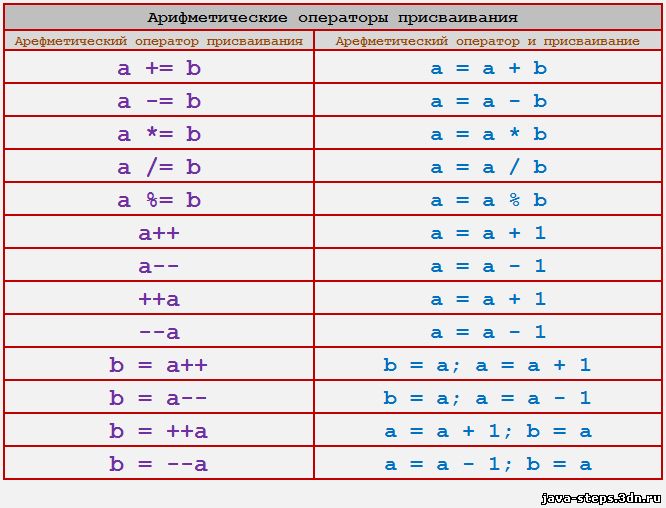 Арифметические операторы присваивания
Арефметический оператор присваивания Арефметический оператор и присваивание
a += b a = a + b
a -= b a = a - b
a *= b a = a * b
a /= b a = a / b
a %= b a = a % b
a++ a = a + 1
a-- a = a - 1
++a a = a + 1
--a a = a - 1
b = a++ b = a; a = a + 1
b = a-- b = a; a = a - 1
b = ++a a = a + 1; b = a
b = --a a = a - 1; b = a
java-steps.3dn.ru